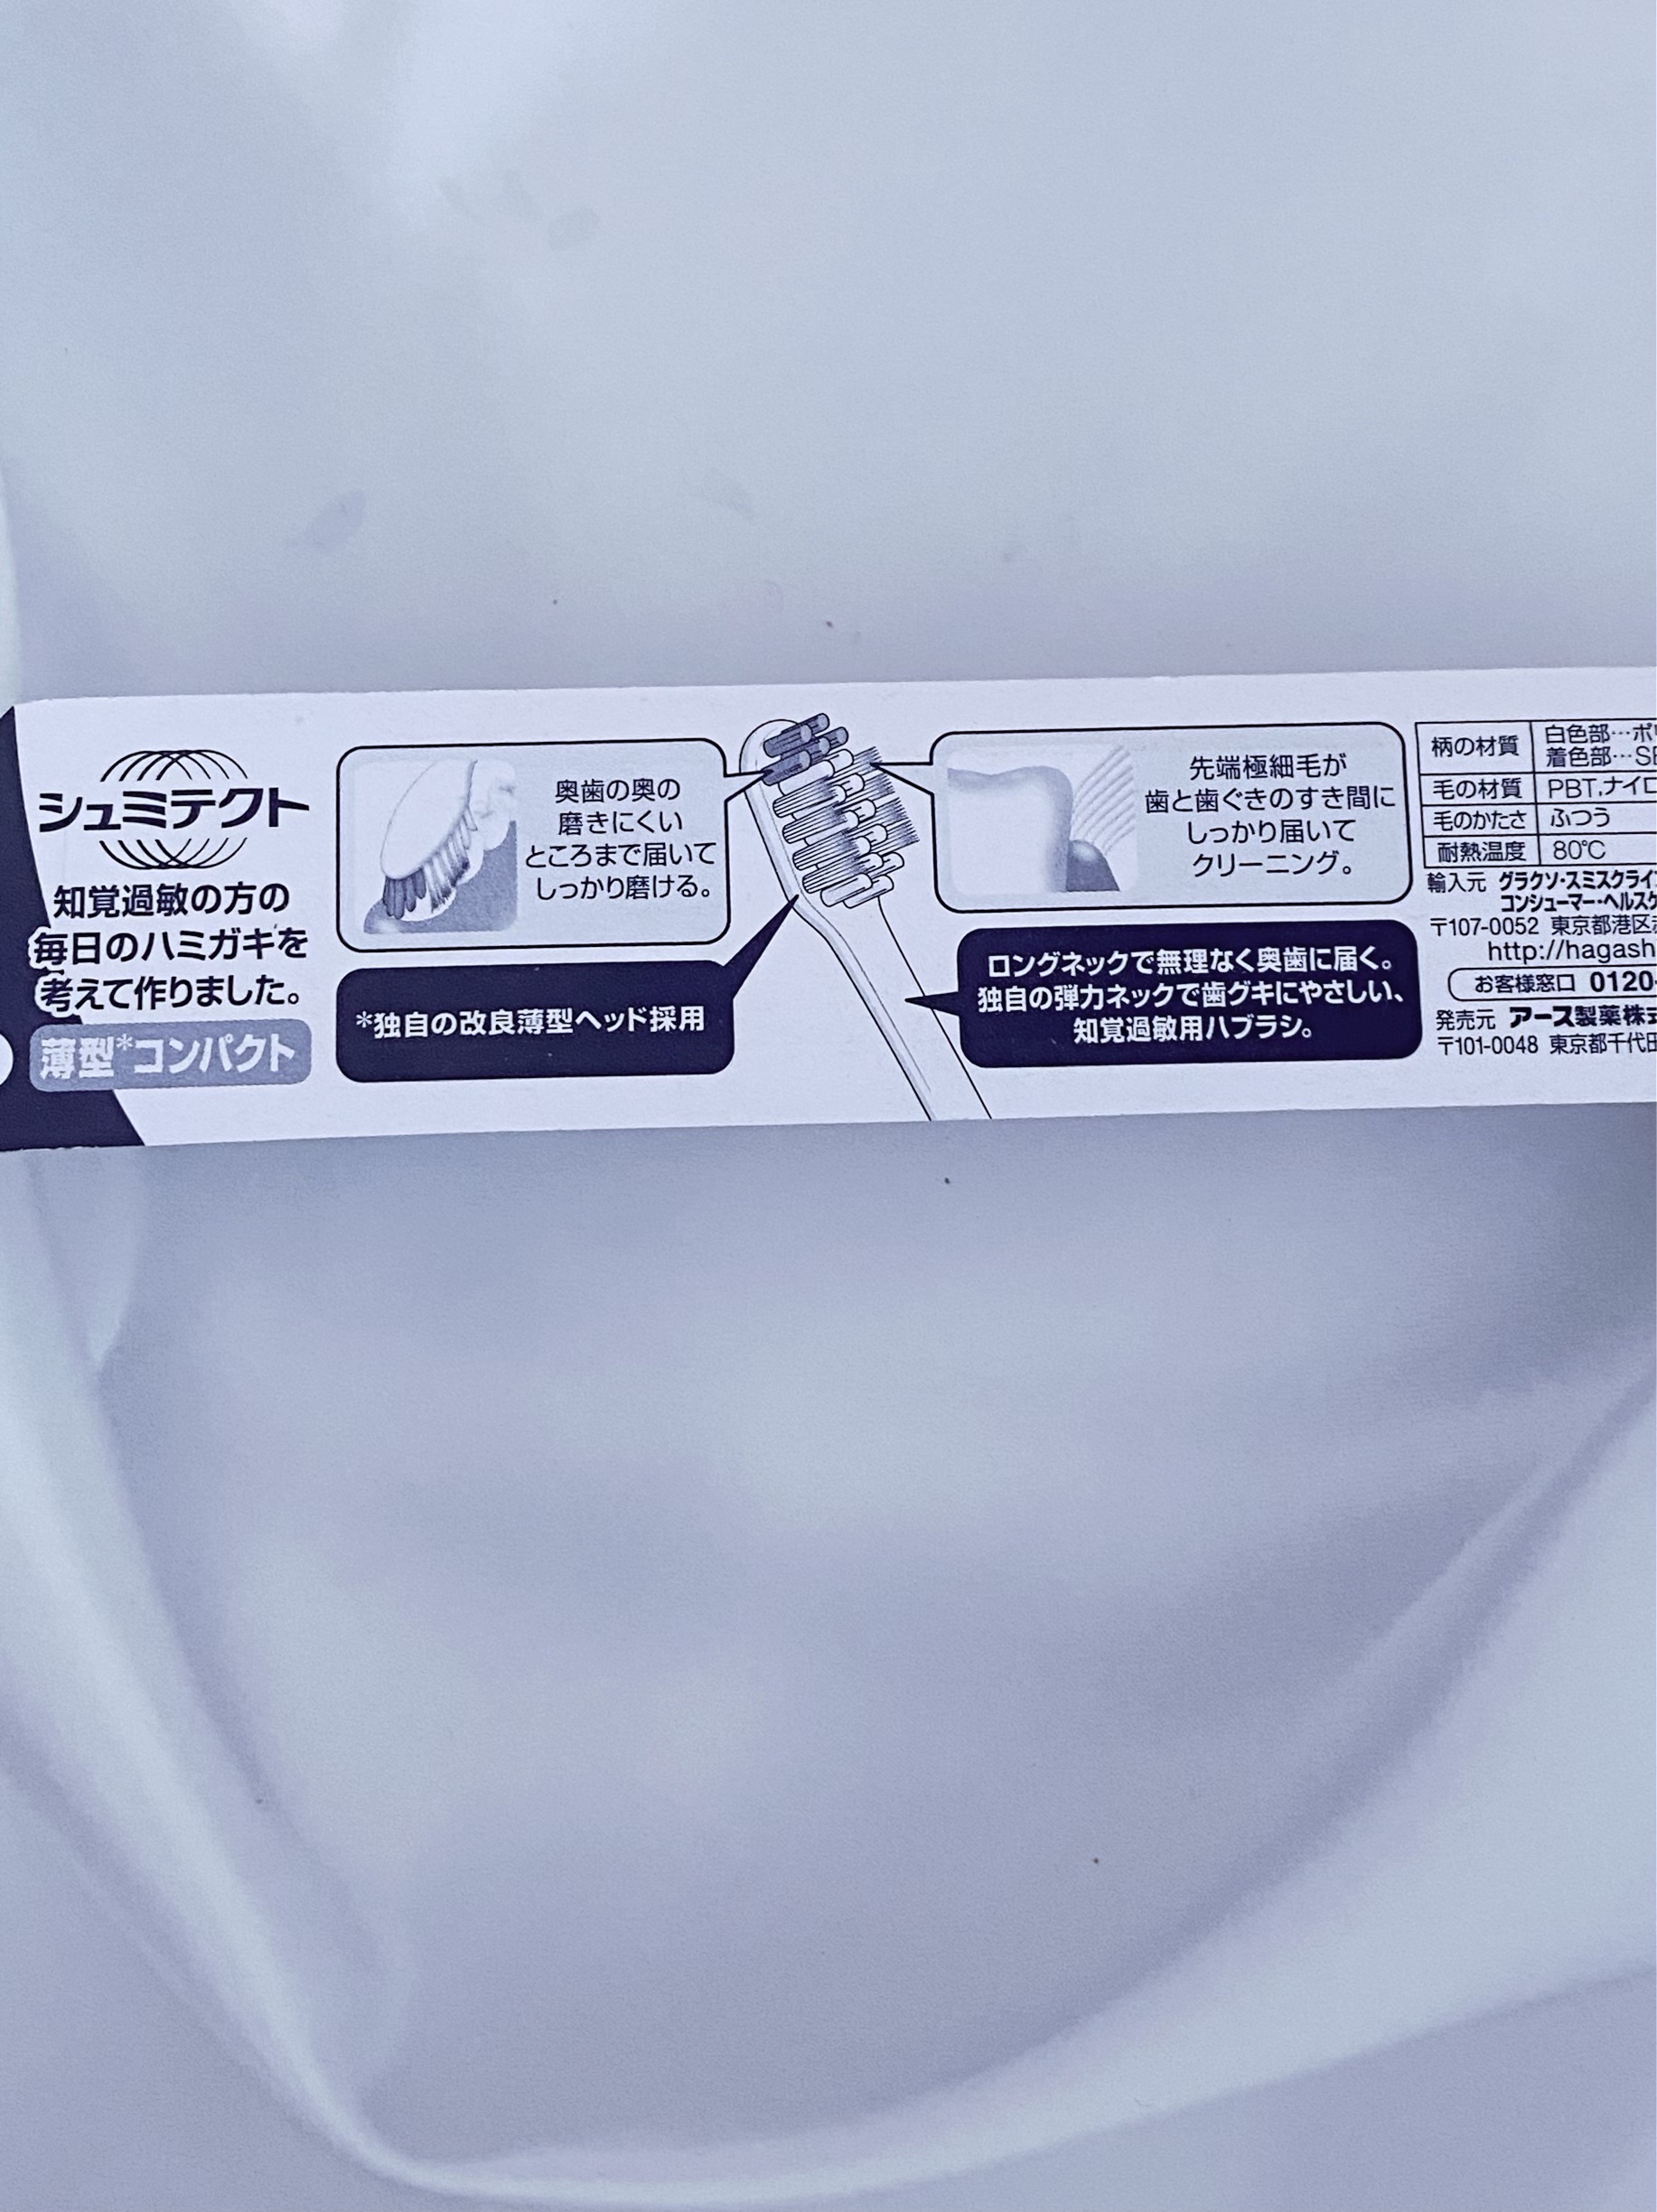 シュミテクト
知覚過敏の方の
毎日のハミガキを
考えて作りました。
薄型*コンパクト
奥歯の奥の
磨きにくい
ところまで届いて
しっかり磨ける。
*独自の改良薄型ヘッド採用
先端極細毛が
歯と歯ぐきのすき間に
しっかり届いて
クリーニング。
ロングネックで無理なく奥歯に届く。
独自の弾力ネックで歯グキにやさしい、
知覚過敏用ハブラシ。
柄の材質 白色部…ポリ
着色部…SE
毛の材質 PBT,ナイロ
毛のかたさ ふつう
耐熱温度 80℃
輸入元 グラクソ・スミスクライ
コンシューマー・ヘルスケ
〒107-0052 東京都港区赤
http://hagash
お客様窓口 0120-
発売元 アース製薬株式
〒101-0048 東京都千代田